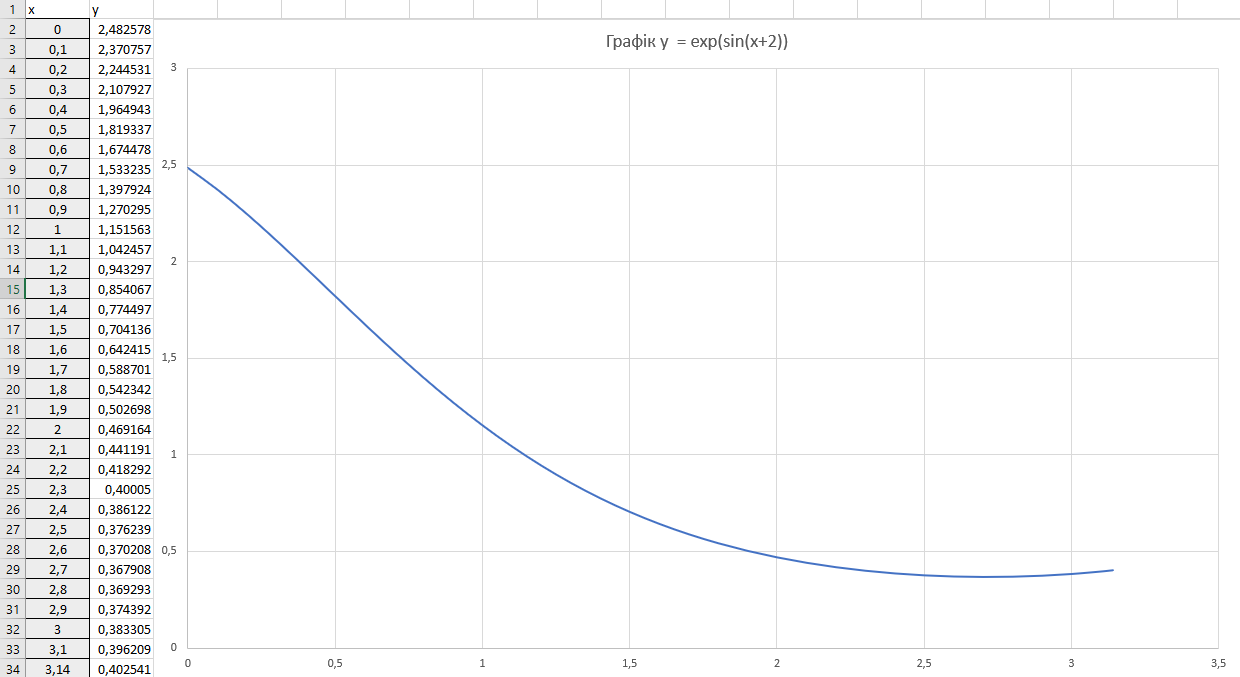 1 x y
2 0 2,482578
3 0,1 2,370757
4 0,2 2,244531
5 0,3 2,107927
6 0,4 1,964943
7 0,5 1,819337
8 0,6 1,674478
9 0,7 1,533235
10 0,8 1,397924
11 0,9 1,270295
12 1 1,151563
13 1,1 1,042457
14 1,2 0,943297
15 1,3 0,854067
16 1,4 0,774497
17 1,5 0,704136
18 1,6 0,642415
19 1,7 0,588701
20 1,8 0,542342
21 1,9 0,502698
22 2 0,469164
23 2,1 0,441191
24 2,2 0,418292
25 2,3 0,40005
26 2,4 0,386122
27 2,5 0,376239
28 2,6 0,370208
29 2,7 0,367908
30 2,8 0,369293
31 2,9 0,374392
32 3 0,383305
33 3,1 0,396209
34 3,14 0,402541
Графік y = exp(sin(x+2))
3
2,5
2
1,5
1
0,5
0
0 0,5 1 1,5 2 2,5 3 3,5